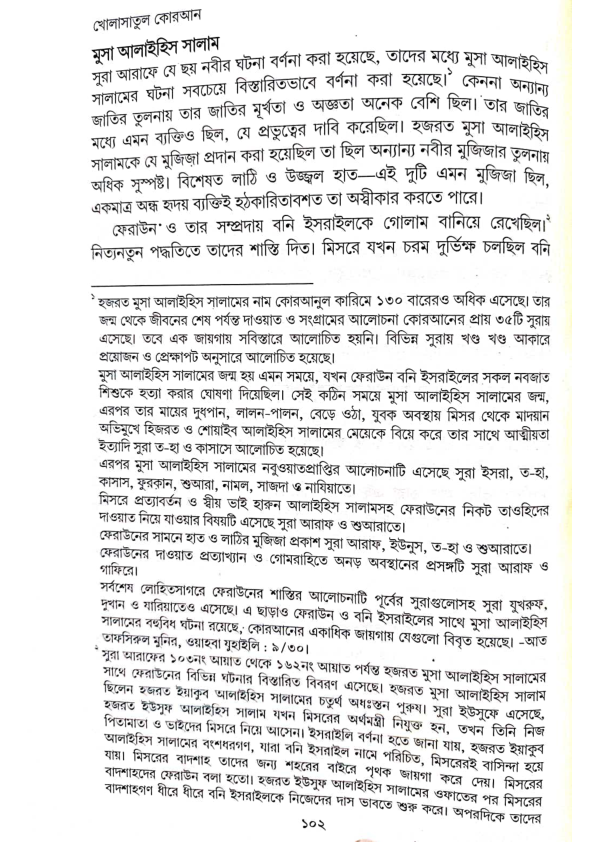 খোলাসাতুল কোরআন
মুসা আলাইহিস সালাম
সুরা আরাফে যে ছয় নবীর ঘটনা বর্ণনা করা হয়েছে, তাদের মধ্যে মুসা আলাইহিস
সালামের ঘটনা সবচেয়ে বিস্তারিতভাবে বর্ণনা করা হয়েছে।১ কেননা অন্যান্য
জাতির তুলনায় তার জাতির মূর্খতা ও অজ্ঞতা অনেক বেশি ছিল। তার জাতির
মধ্যে এমন ব্যক্তিও ছিল, যে প্রভুত্বের দাবি করেছিল। হজরত মুসা আলাইহিস
সালামকে যে মুজিজা প্রদান করা হয়েছিল তা ছিল অন্যান্য নবীর মুজিজার তুলনায়
অধিক সুস্পষ্ট। বিশেষত লাঠি ও উজ্জ্বল হাত—এই দুটি এমন মুজিজা ছিল,
একমাত্র অন্ধ হৃদয় ব্যক্তিই হঠকারিতাবশত তা অস্বীকার করতে পারে।
ফেরাউন ও তার সম্প্রদায় বনি ইসরাইলকে গোলাম বানিয়ে রেখেছিল।২
নিত্যনতুন পদ্ধতিতে তাদের শাস্তি দিত। মিসরে যখন চরম দুর্ভিক্ষ চলছিল বনি
১ হজরত মুসা আলাইহিস সালামের নাম কোরআনুল কারিমে ১৩০ বারেরও অধিক এসেছে। তার
জন্ম থেকে জীবনের শেষ পর্যন্ত দাওয়াত ও সংগ্রামের আলোচনা কোরআনের প্রায় ৩৫টি সুরায়
এসেছে। তবে এক জায়গায় সবিস্তারে আলোচিত হয়নি। বিভিন্ন সুরায় খণ্ড খণ্ড আকারে
প্রয়োজন ও প্রেক্ষাপট অনুসারে আলোচিত হয়েছে।
মুসা আলাইহিস সালামের জন্ম হয় এমন সময়ে, যখন ফেরাউন বনি ইসরাইলের সকল নবজাত
শিশুকে হত্যা করার ঘোষণা দিয়েছিল। সেই কঠিন সময়ে মুসা আলাইহিস সালামের জন্ম,
এরপর তার মায়ের দুধপান, লালন-পালন, বেড়ে ওঠা, যুবক অবস্থায় মিসর থেকে মাদয়ান
অভিমুখে হিজরত ও শোয়াইব আলাইহিস সালামের মেয়েকে বিয়ে করে তার সাথে আত্মীয়তা
ইত্যাদি সুরা ত-হা ও কাসাসে আলোচিত হয়েছে।
এরপর মুসা আলাইহিস সালামের নবুওয়াতপ্রাপ্তির আলোচনাটি এসেছে সুরা ইসরা, ত-হা,
কাসাস, ফুরকান, শুআরা, নামল, সাজদা ও নাযিয়াতে।
মিসরে প্রত্যাবর্তন ও স্বীয় ভাই হারুন আলাইহিস সালামসহ ফেরাউনের নিকট তাওহিদের
দাওয়াত নিয়ে যাওয়ার বিষয়টি এসেছে সুরা আরাফ ও শুআরাতে।
ফেরাউনের সামনে হাত ও লাঠির মুজিজা প্রকাশ সুরা আরাফ, ইউনুস, ত-হা ও শুআরাতে।
ফেরাউনের দাওয়াত প্রত্যাখ্যান ও গোমরাহিতে অনড় অবস্থানের প্রসঙ্গটি সুরা আরাফ ও
গাফিরে।
সর্বশেষ লোহিতসাগরে ফেরাউনের শাস্তির আলোচনাটি পূর্বের সুরাগুলোসহ সুরা যুখরুফ,
দুখান ও যারিয়াতেও এসেছে। এ ছাড়াও ফেরাউন ও বনি ইসরাইলের সাথে মুসা আলাইহিস
সালামের বহুবিধ ঘটনা রয়েছে, কোরআনের একাধিক জায়গায় যেগুলো বিবৃত হয়েছে। -আত
তাফসিরুল মুনির, ওয়াহবা যুহাইলি : ৯/৩০।
২ সুরা আরাফের ১০৩নং আয়াত থেকে ১৬২নং আয়াত পর্যন্ত হজরত মুসা আলাইহিস সালামের
সাথে ফেরাউনের বিভিন্ন ঘটনার বিস্তারিত বিবরণ এসেছে। হজরত মুসা আলাইহিস সালাম
ছিলেন হজরত ইয়াকুব আলাইহিস সালামের চতুর্থ অধঃস্তন পুরুষ। সুরা ইউসুফে এসেছে,
হজরত ইউসুফ আলাইহিস সালাম যখন মিসরের অর্থমন্ত্রী নিযুক্ত হন, তখন তিনি নিজ
পিতামাতা ও ভাইদের মিসরে নিয়ে আসেন। ইসরাইলি বর্ণনা হতে জানা যায়, হজরত ইয়াকুব
আলাইহিস সালামের বংশধরগণ, যারা বনি ইসরাইল নামে পরিচিত, মিসরেরই বাসিন্দা হয়ে
যায়। মিসরের বাদশাহ তাদের জন্য শহরের বাইরে পৃথক জায়গা করে দেয়। মিসরের
বাদশাহদের ফেরাউন বলা হতো। হজরত ইউসুফ আলাইহিস সালামের ওফাতের পর মিসরের
বাদশাহগণ ধীরে ধীরে বনি ইসরাইলকে নিজেদের দাস ভাবতে শুরু করে। অপরদিকে তাদের
১০২